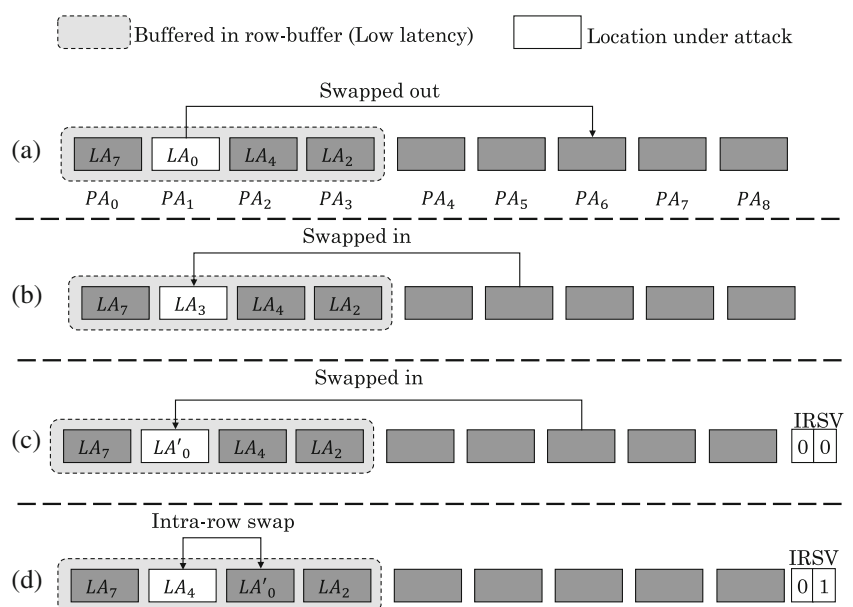 Buffered in row-buffer (Low latency) Location under attack
Swapped out
(a) LA₇ LA₀ LA₄ LA₂
PA₀ PA₁ PA₂ PA₃ PA₄ PA₅ PA₆ PA₇ PA₈
Swapped in
(b) LA₇ LA₃ LA₄ LA₂
Swapped in
IRSV
(c) LA₇ LA'₀ LA₄ LA₂ 0 0
Intra-row swap
IRSV
(d) LA₇ LA₄ LA'₀ LA₂ 0 1